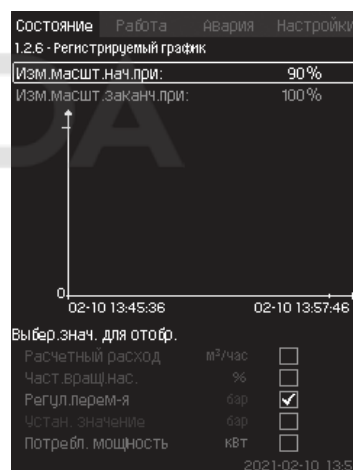 Состояние Работа Авария Настройки
1.2.6 - Регистрируемый график
Изм.масшт.нач.при: 90%
Изм.масшт.заканч.при: 100%
1
0
02-10 13:45:36 02-10 13:57:46
Выбер.знач. для отобр.
Расчетный расход м³/час
Част.вращ.нас. %
Регул.перем-я бар
Устан. значение бар
Потребл. мощность кВт
2021-02-10 13:5